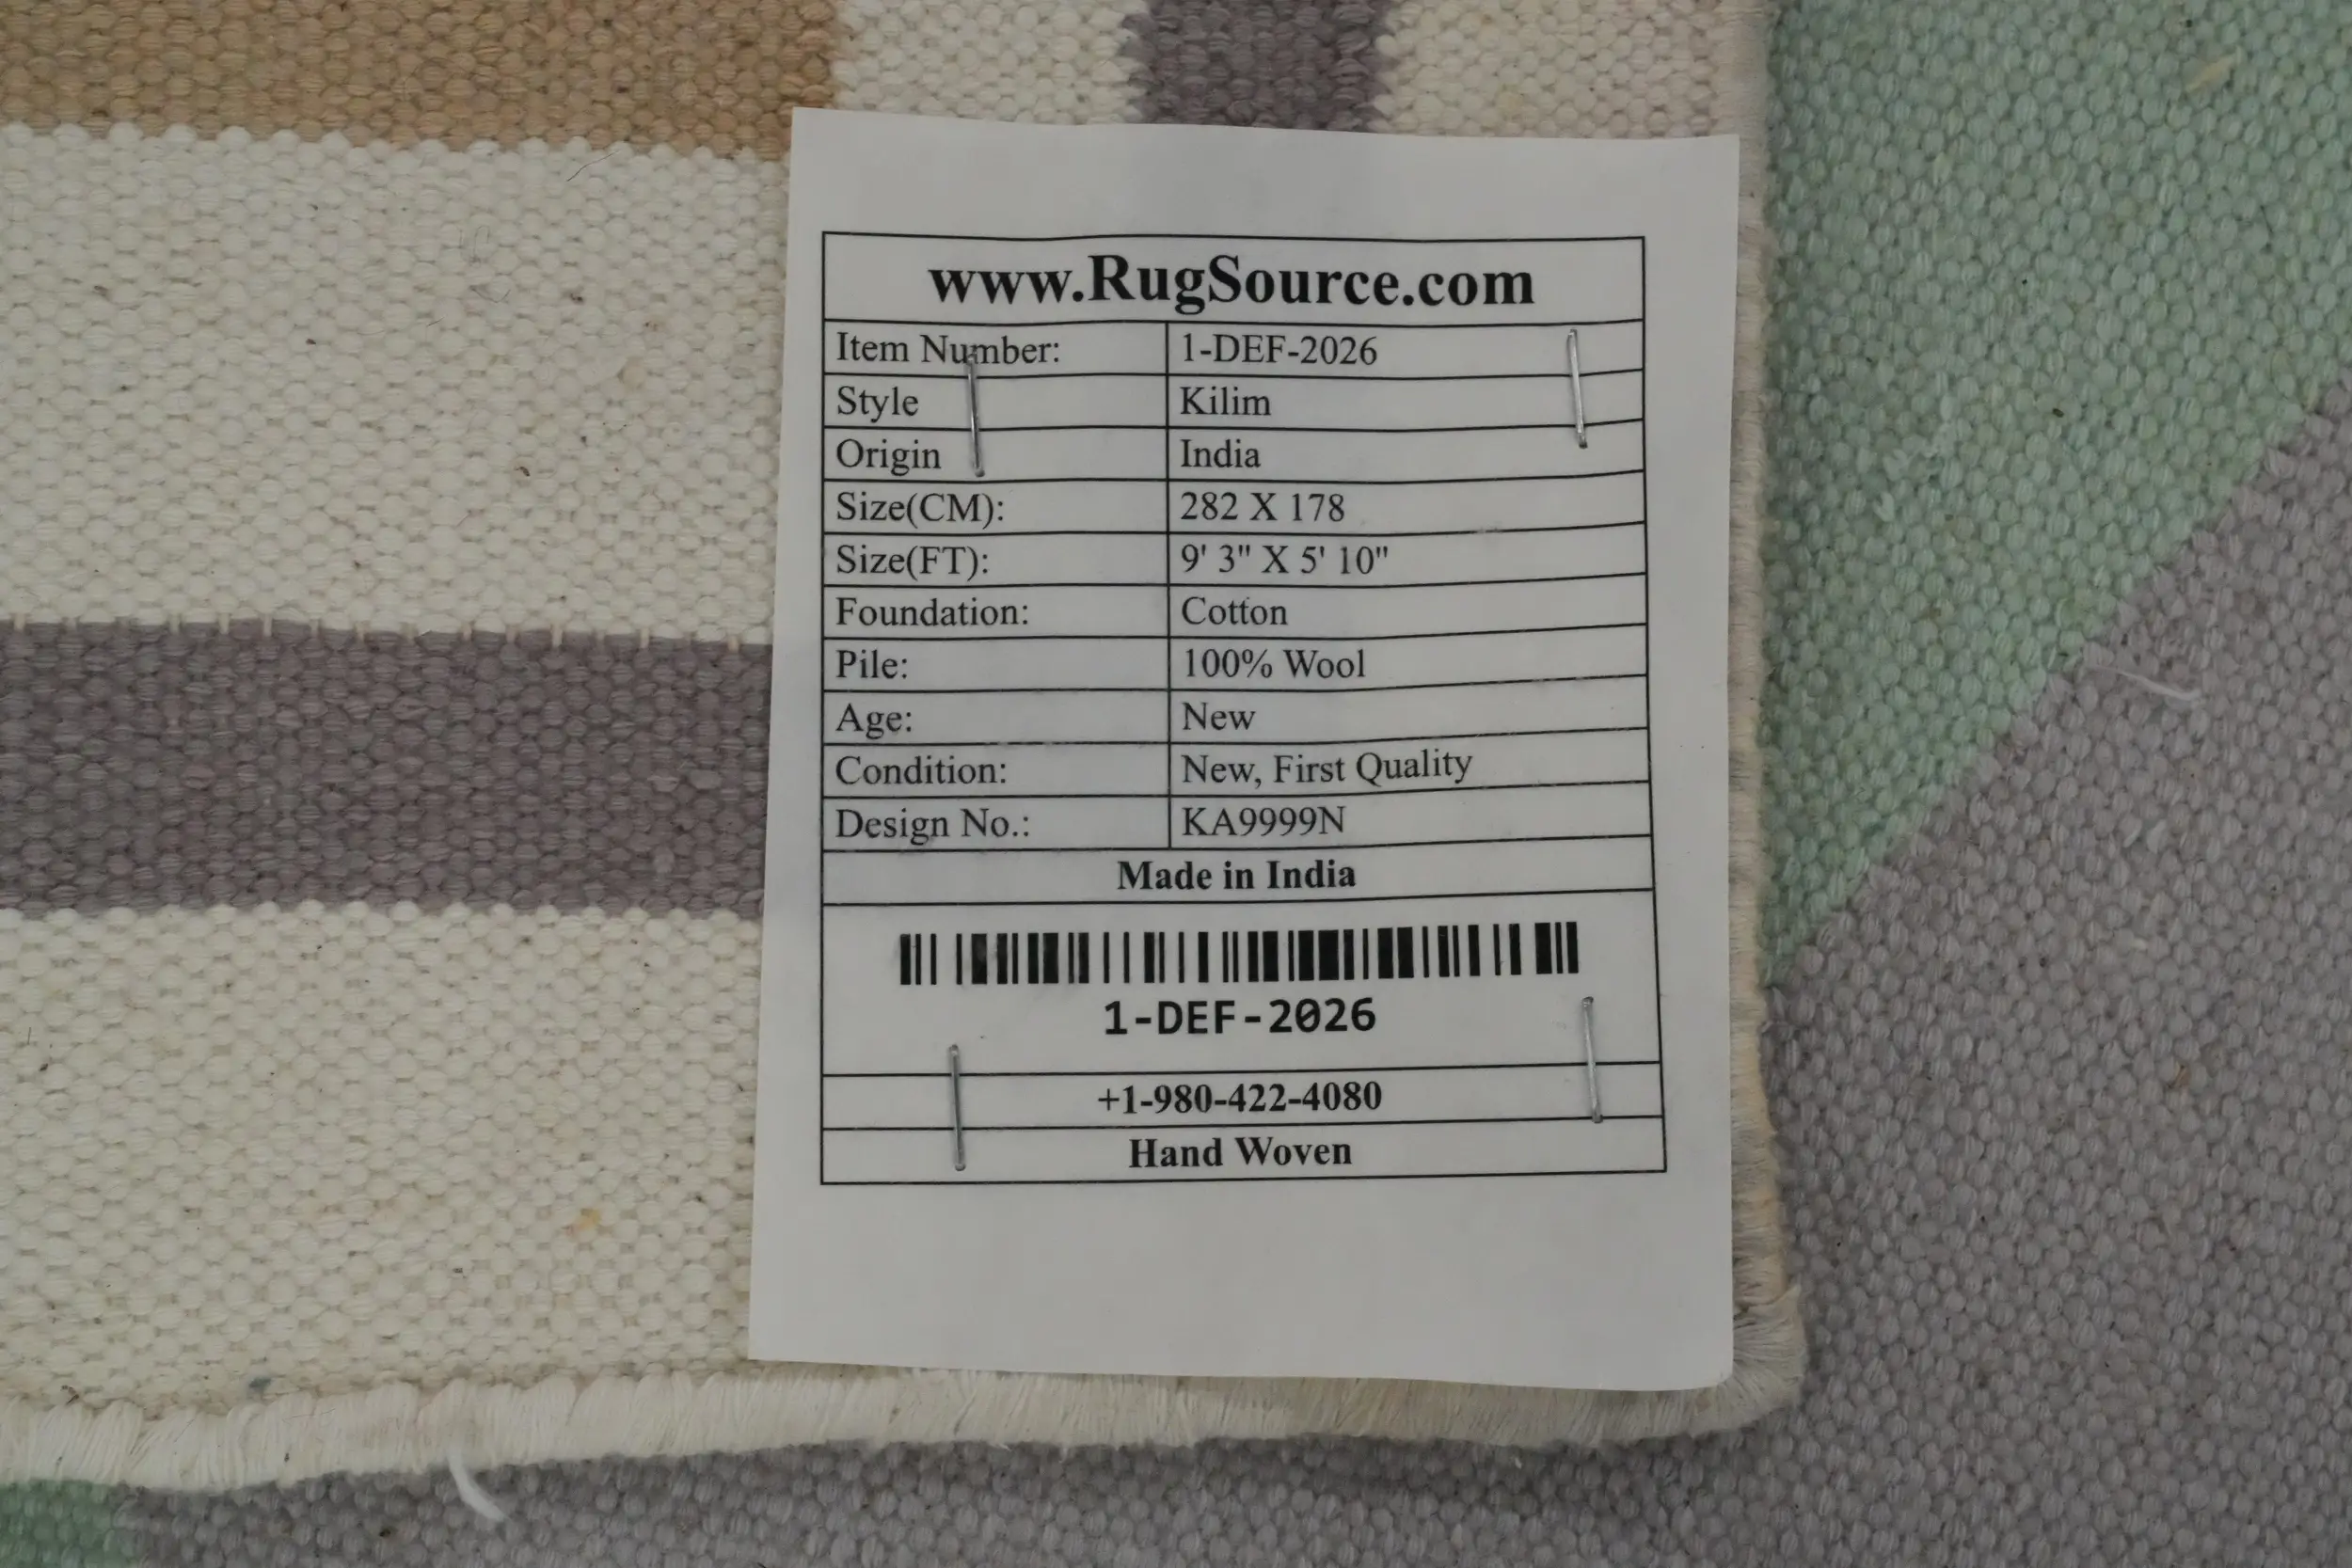 www.RugSource.com
Item Number: 1-DEF-2026
Style Kilim
Origin India
Size(CM): 282 X 178
Size(FT): 9' 3" X 5' 10"
Foundation: Cotton
Pile: 100% Wool
Age: New
Condition: New, First Quality
Design No.: KA9999N
Made in India
1-DEF-2026
+1-980-422-4080
Hand Woven